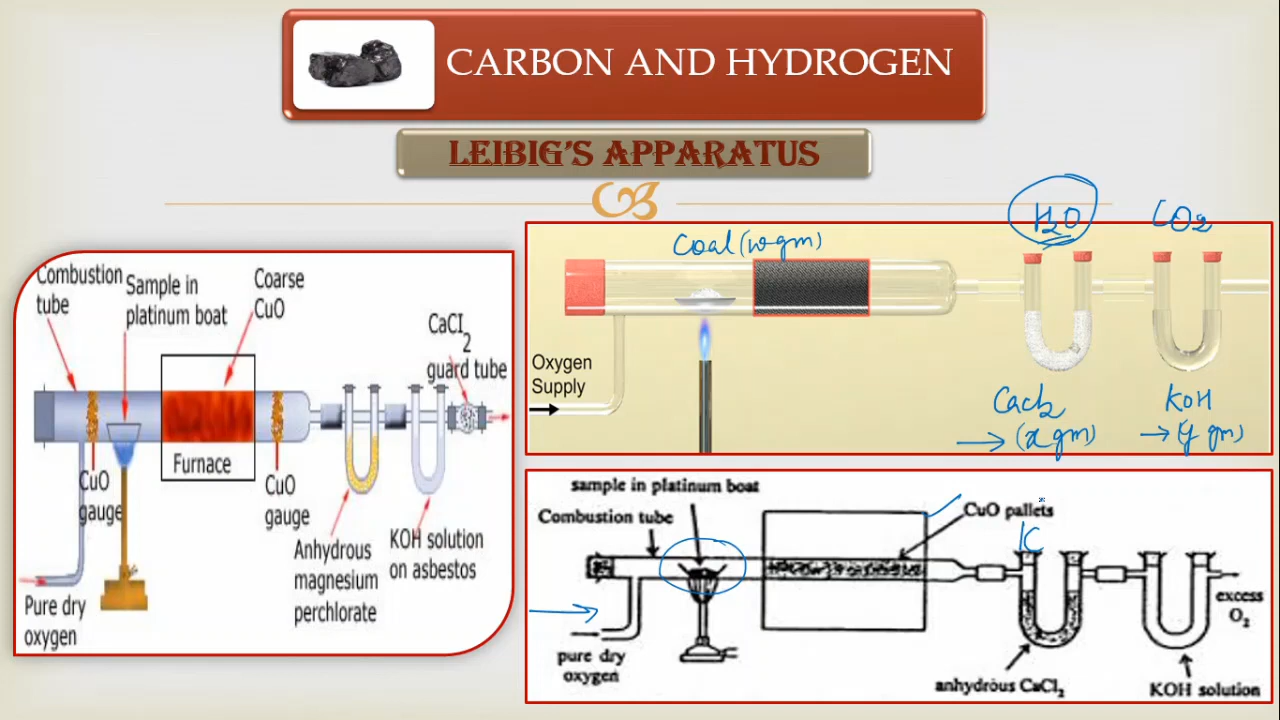 CARBON AND HYDROGEN
LEIBIG'S APPARATUS
Combustion
tube
Sample in
platinum boat
Coarse
CuO
CaCI
2
guard tube
Furnace
CuO
gauge
CuO
gauge
Anhydrous
magnesium
perchlorate
KOH solution
on asbestos
Pure dry
oxygen
H2O
CO2
Coal (w gm)
Oxygen
Supply
CaCl2
(x gm)
KOH
(y gm)
sample in platinum boat
Combustion tube
CuO pallets
pure dry
oxygen
excess
O2
anhydrous CaCl2
KOH solution